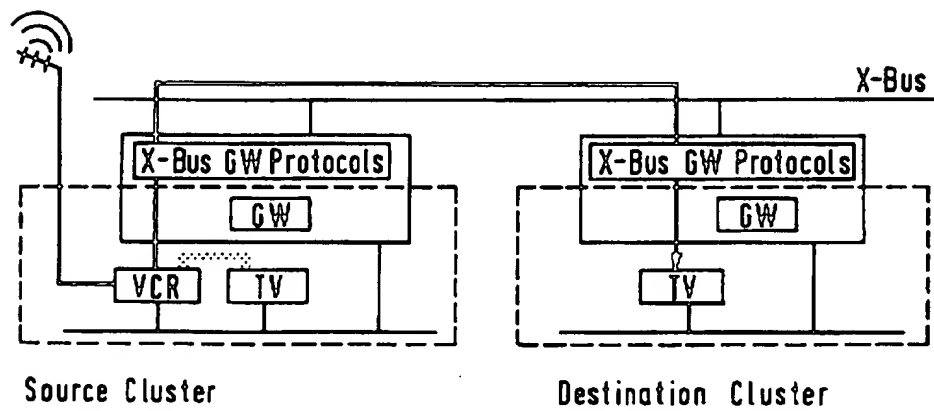 X-Bus
X-Bus GW Protocols
X-Bus GW Protocols
GW
GW
VCR
TV
TV
Source Cluster
Destination Cluster